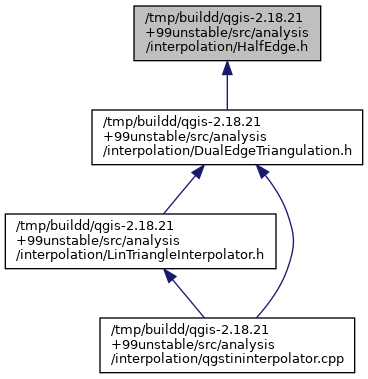 /tmp/buildd/qgis-2.18.21
+99unstable/src/analysis
/interpolation/HalfEdge.h
/tmp/buildd/qgis-2.18.21
+99unstable/src/analysis
/interpolation/DualEdgeTriangulation.h
/tmp/buildd/qgis-2.18.21
+99unstable/src/analysis
/interpolation/LinTriangleInterpolator.h
/tmp/buildd/qgis-2.18.21
+99unstable/src/analysis
/interpolation/qgstininterpolator.cpp